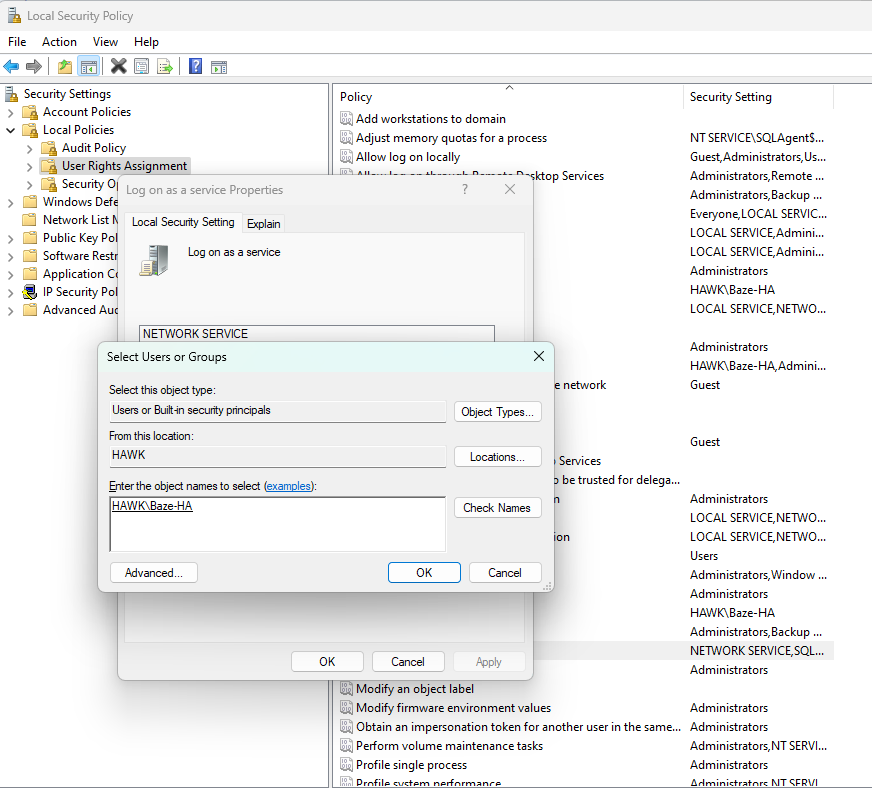 Local Security Policy
File Action View Help
Security Settings
Account Policies
Local Policies
Audit Policy
User Rights Assignment
Security Op
Windows Defe
Network List M
Public Key Pol
Software Restr
Application Co
IP Security Pol
Advanced Aud
Policy Security Setting
Add workstations to domain
Adjust memory quotas for a process NT SERVICE\SQLAgent$...
Allow log on locally Guest,Administrators,Us...
Allow log on through Remote Desktop Services Administrators,Remote ...
Administrators,Backup ...
Everyone,LOCAL SERVIC...
LOCAL SERVICE,Admini...
LOCAL SERVICE,Admini...
Administrators
HAWK\Baze-HA
LOCAL SERVICE,NETWO...
Administrators
HAWK\Baze-HA,Admini...
e network Guest
Guest
Services
o be trusted for delega...
n Administrators
LOCAL SERVICE,NETWO...
ion LOCAL SERVICE,NETWO...
Users
Administrators,Window ...
Administrators
HAWK\Baze-HA
Administrators,Backup ...
NETWORK SERVICE,SQL...
Administrators
Modify an object label
Modify firmware environment values Administrators
Obtain an impersonation token for another user in the same... Administrators
Perform volume maintenance tasks Administrators,NT SERVI...
Profile single process Administrators
Profile system performance Administrators,NT SERVI...
Log on as a service Properties
Local Security Setting Explain
Log on as a service
NETWORK SERVICE
OK Cancel Apply
Select Users or Groups
Select this object type:
Users or Built-in security principals Object Types...
From this location:
HAWK Locations...
Enter the object names to select (examples):
HAWK\Baze-HA Check Names
Advanced... OK Cancel